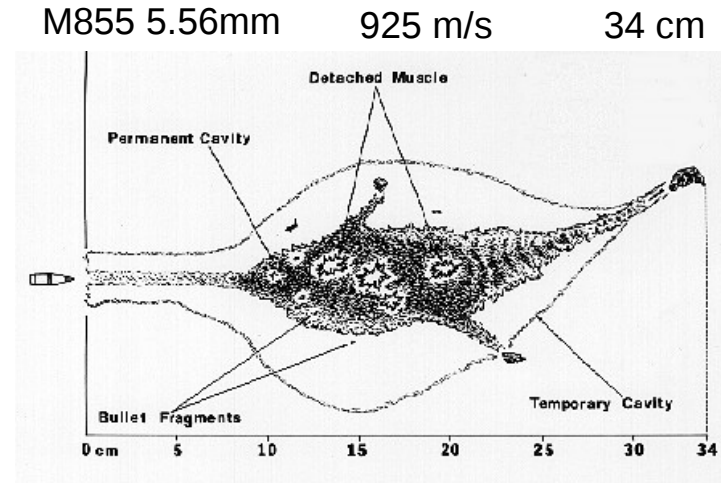 M855 5.56mm 925 m/s 34 cm
Detached Muscle
Permanent Cavity
Temporary Cavity
Bullet Fragments
0 cm 5 10 15 20 25 30 34